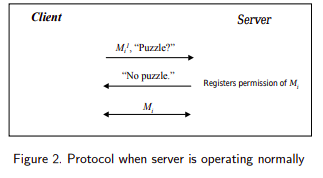 Client Server
M_i^1, "Puzzle?"
"No puzzle." Registers permission of M_i
M_i
Figure 2. Protocol when server is operating normally